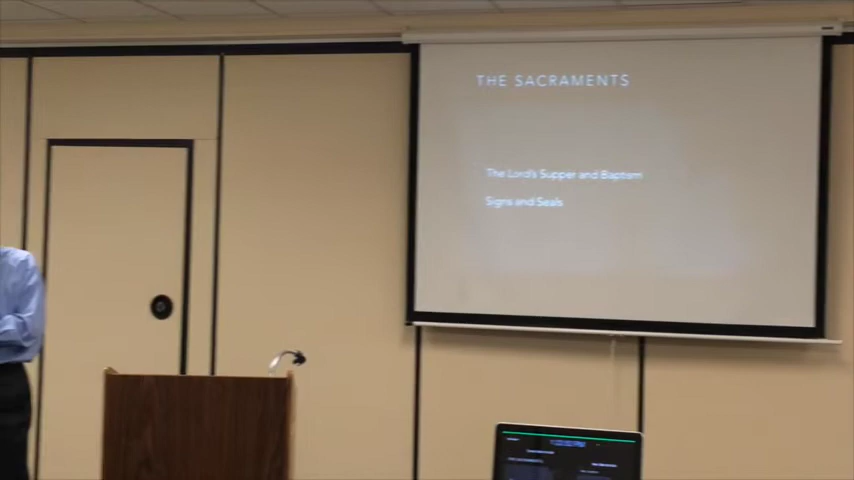 THE SACRAMENTS
The Lord's Supper and Baptism
Signs and Seals